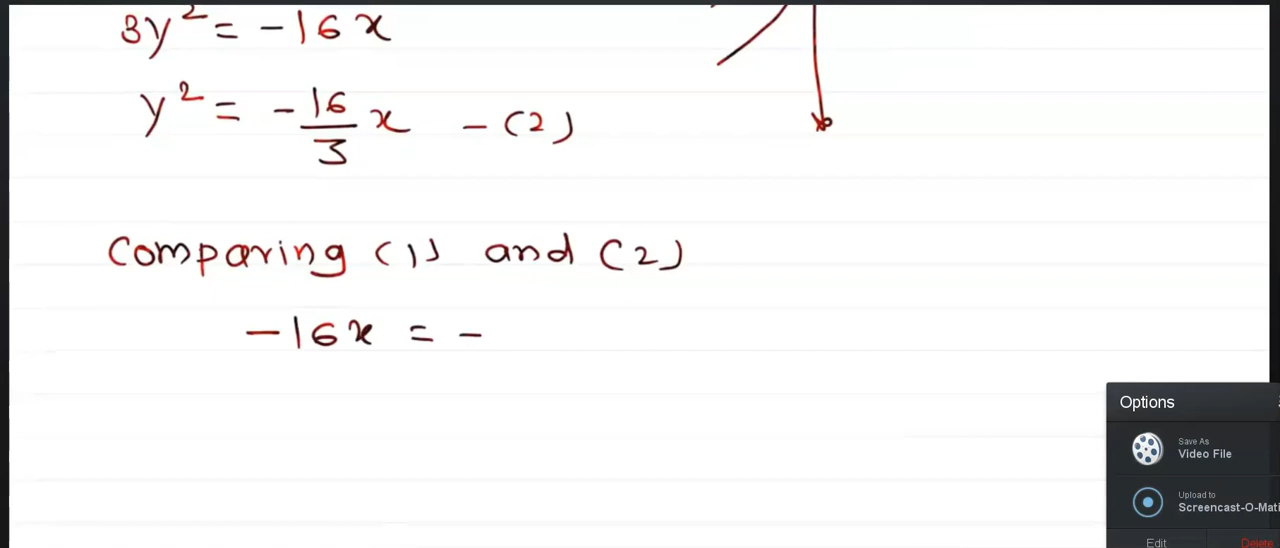 3y² = -16x
y² = -16/3 x - (2)
Comparing (1) and (2)
-16x = -
Options
Save As
Video File
Upload to
Screencast-O-Mati
Edit Delete